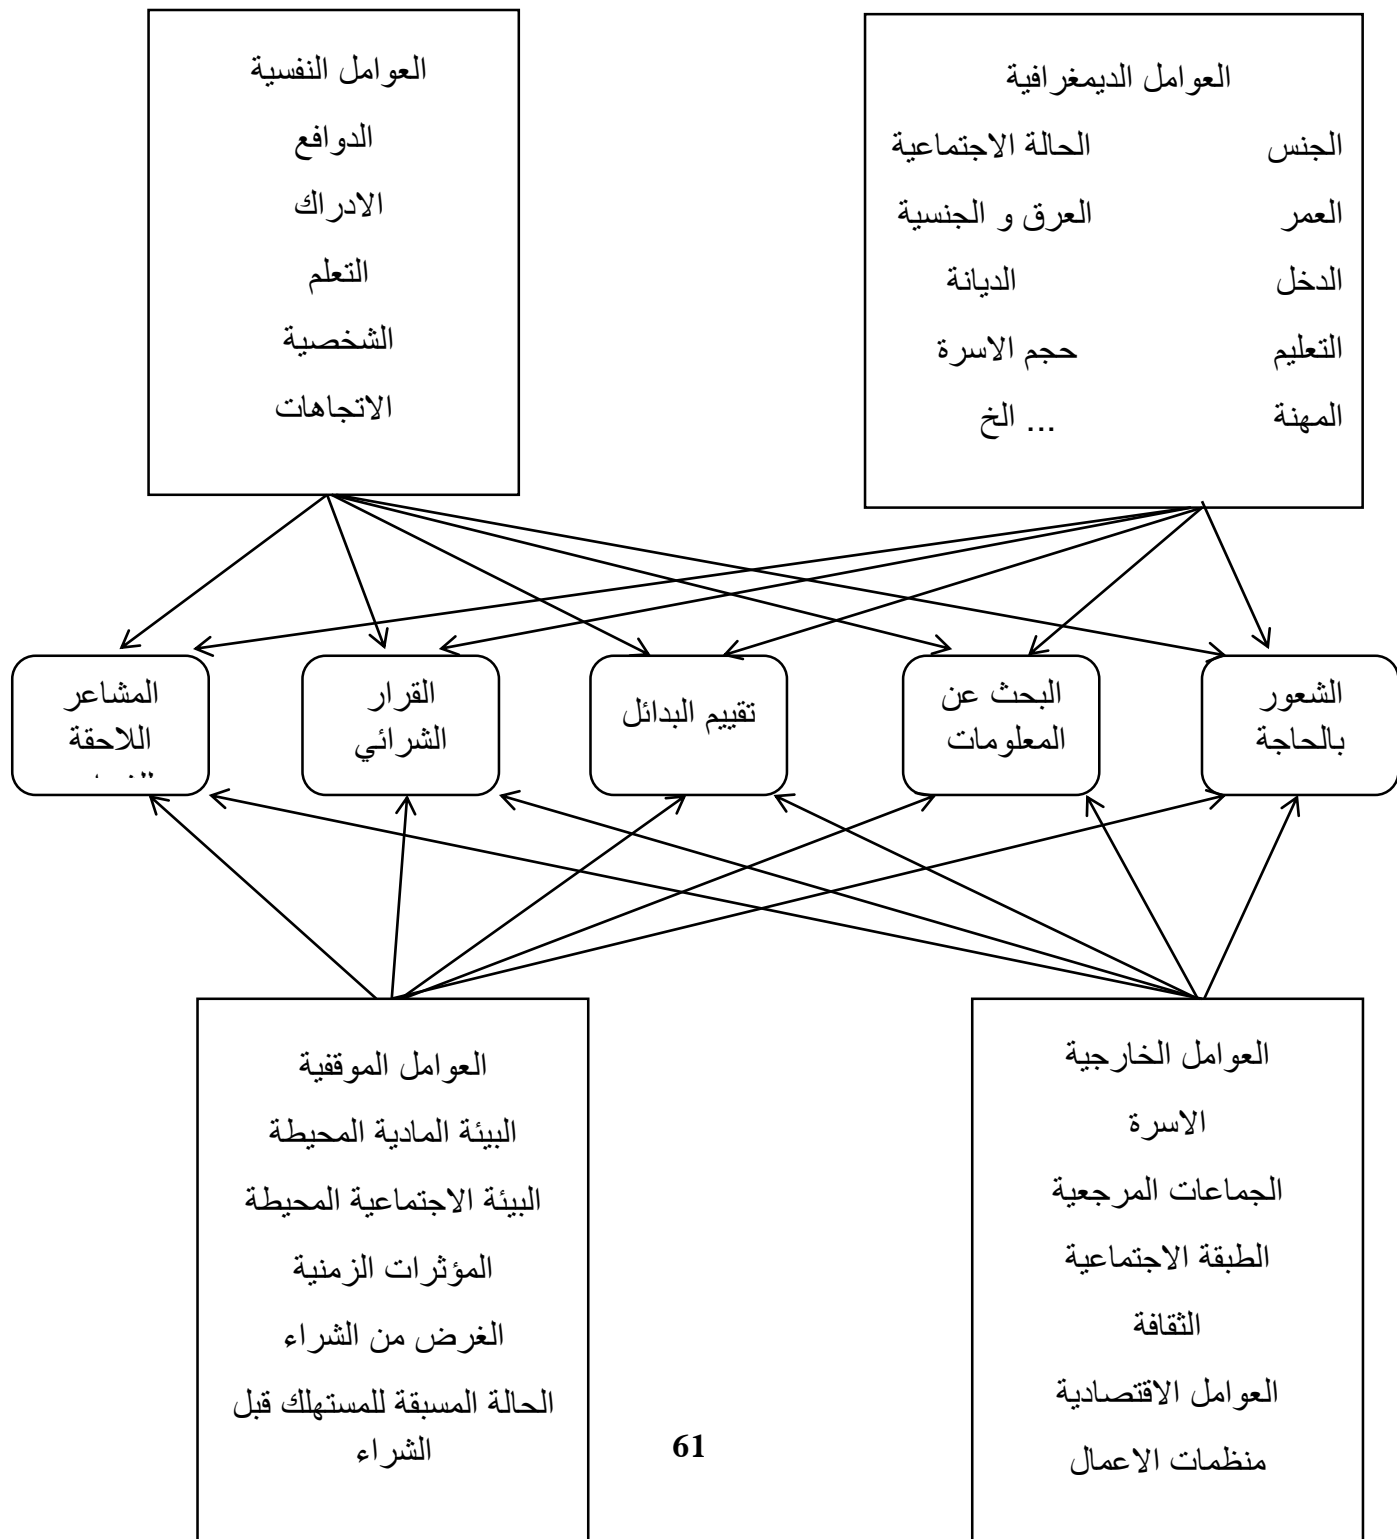 العوامل الديمغرافية
الجنس الحالة الاجتماعية
العمر العرق و الجنسية
الدخل الديانة
التعليم حجم الاسرة
المهنة ... الخ
العوامل النفسية
الدوافع
الادراك
التعلم
الشخصية
الاتجاهات
الشعور
بالحاجة
البحث عن
المعلومات
تقييم البدائل
القرار
الشرائي
المشاعر
اللاحقة
العوامل الخارجية
الاسرة
الجماعات المرجعية
الطبقة الاجتماعية
الثقافة
العوامل الاقتصادية
منظمات الاعمال
العوامل الموقفية
البيئة المادية المحيطة
البيئة الاجتماعية المحيطة
المؤثرات الزمنية
الغرض من الشراء
الحالة المسبقة للمستهلك قبل
الشراء
61